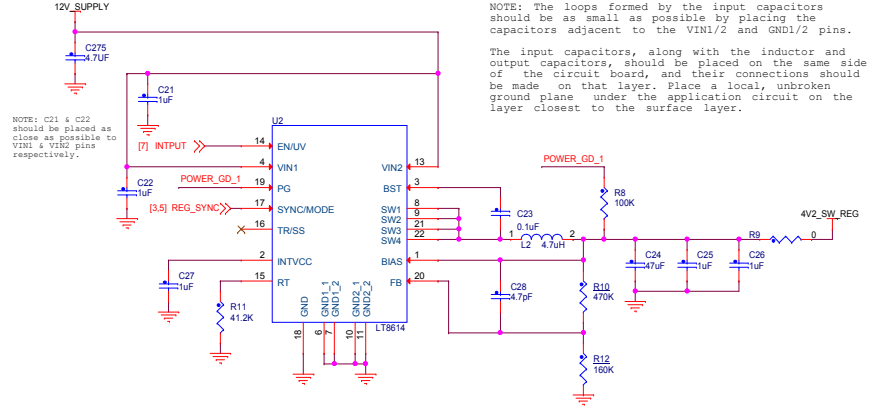 12V_SUPPLY
NOTE: The loops formed by the input capacitors
should be as small as possible by placing the
capacitors adjacent to the VIN1/2 and GND1/2 pins.
The input capacitors, along with the inductor and
output capacitors, should be placed on the same side
of the circuit board, and their connections should
be made on that layer. Place a local, unbroken
ground plane under the application circuit on the
layer closest to the surface layer.
C275
4.7UF
C21
1uF
NOTE: C21 & C22
should be placed as
close as possible to
VIN1 & VIN2 pins
respectively.
U2
[7] INTPUT
14 EN/UV
4 VIN1
VIN2 13
POWER_GD_1
19 PG
BST 3
C22
1uF
[3,5] REG_SYNC
17 SYNC/MODE
SW1 8
SW2 9
16 TR/SS
SW3 21
SW4 22
C23
0.1uF
1 L2 4.7uH 2
POWER_GD_1
R8
100K
4V2_SW_REG
R9 0
2 INTVCC
BIAS 1
C24
47uF
C25
1uF
C26
1uF
C27
1uF
15 RT
FB 20
C28
4.7pF
R10
470K
R11
41.2K
GND
GND1_1
GND1_2
GND2_1
GND2_2
LT8614
18
6
7
10
11
R12
160K